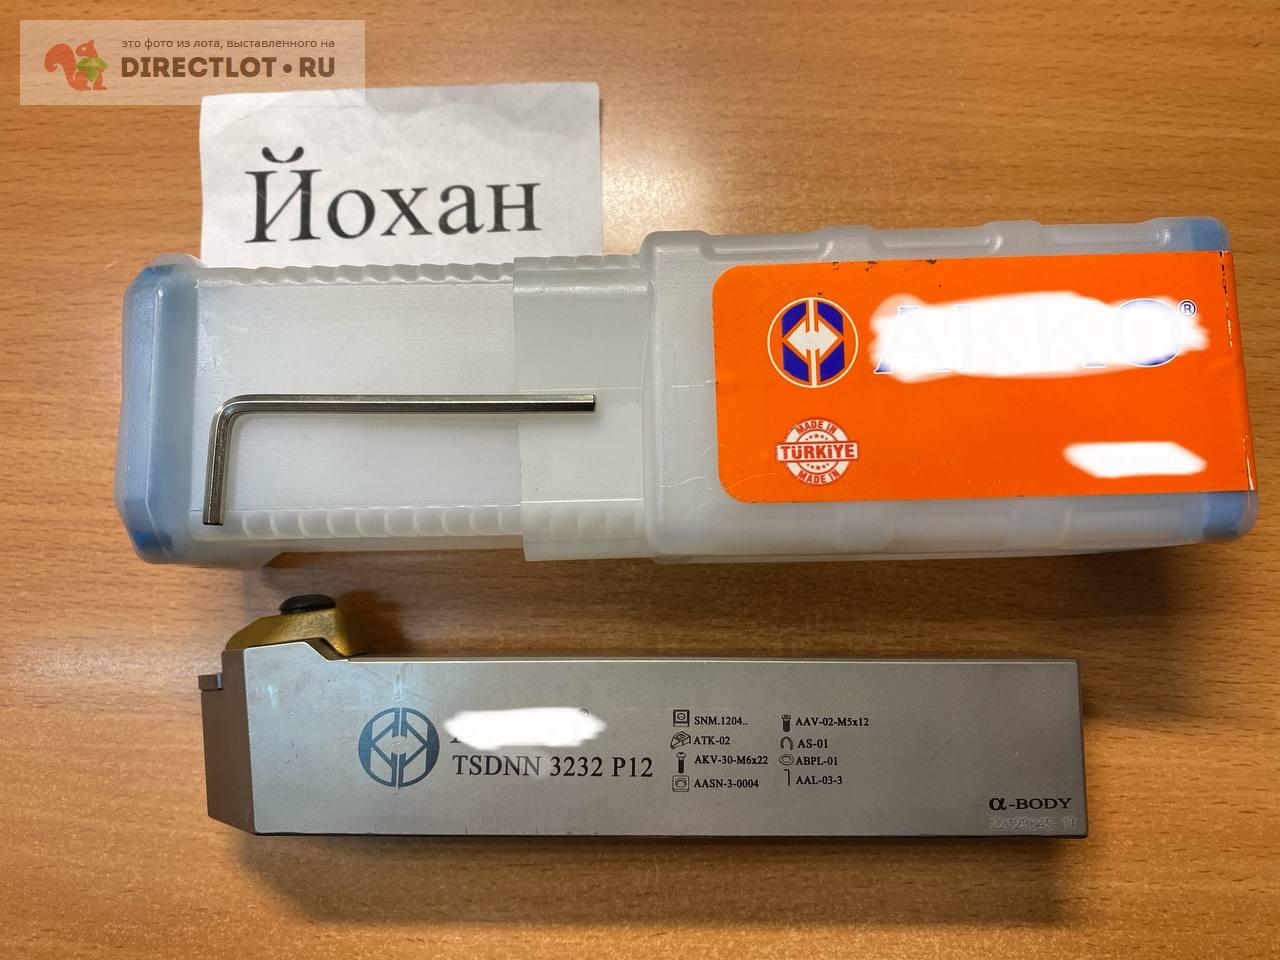 это фото из лота, выставленного на
DIRECTLOT•RU
Йохан
AKKO®
MADE IN
TÜRKİYE
MADE IN
®
TSDNN 3232 P12
SNM.1204..
ATK-02
AKV-30-M6x22
AASN-3-0004
AAV-02-M5x12
AS-01
ABPL-01
AAL-03-3
α-BODY